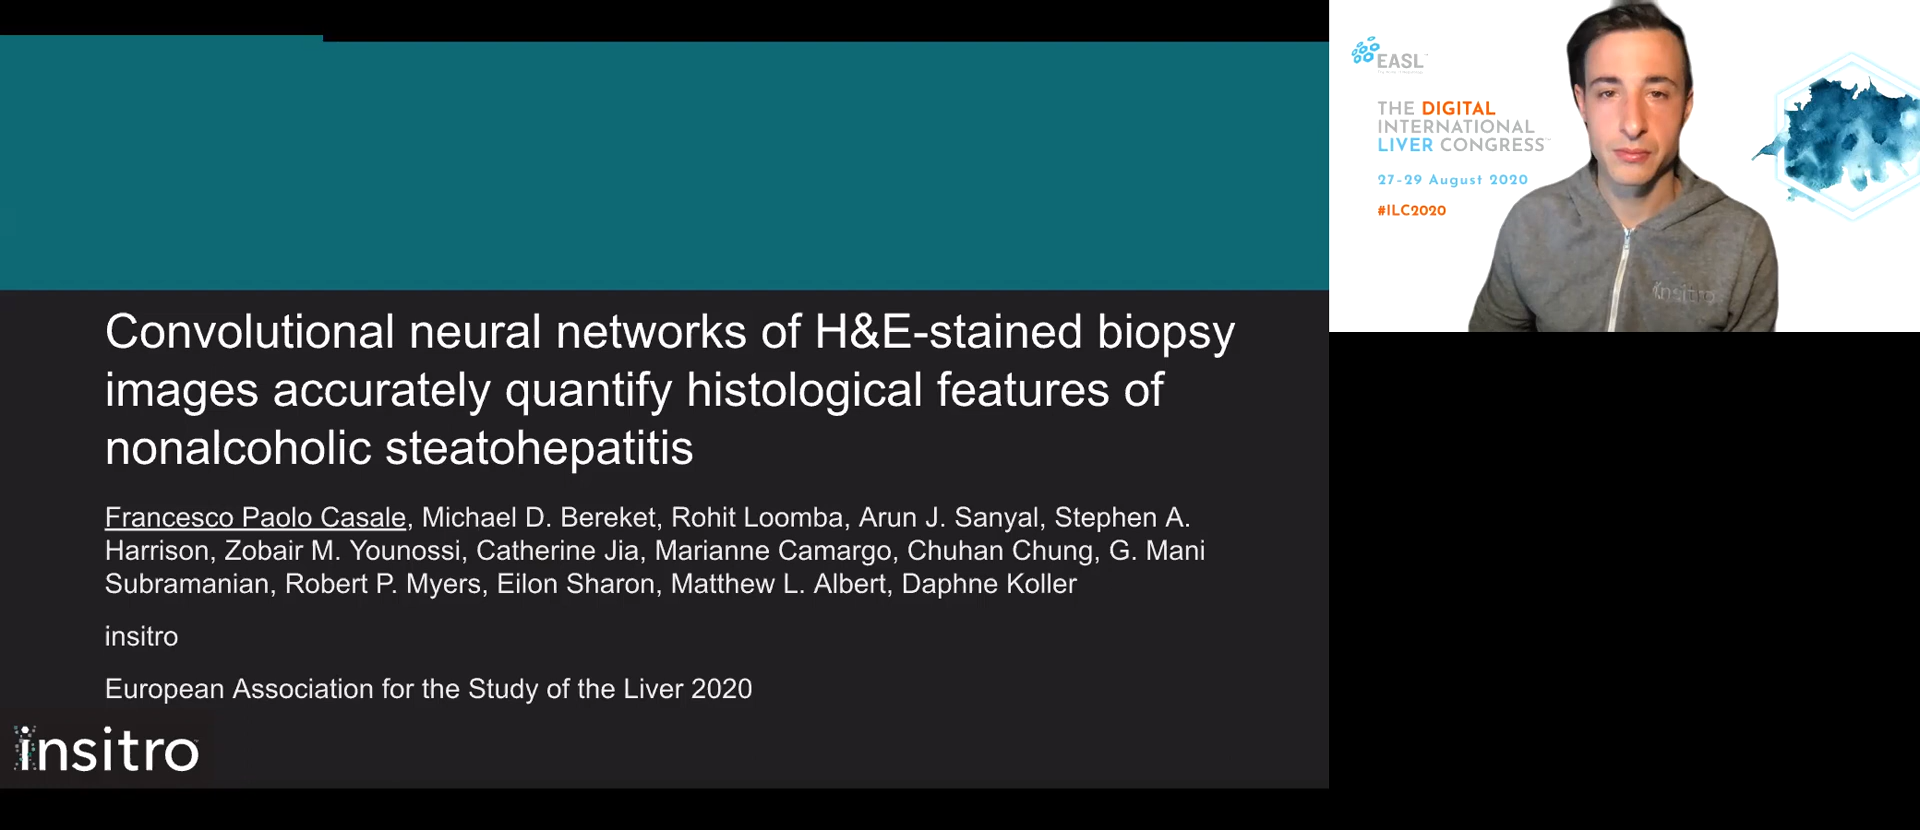 Convolutional neural networks of H&E-stained biopsy
images accurately quantify histological features of
nonalcoholic steatohepatitis
Francesco Paolo Casale, Michael D. Bereket, Rohit Loomba, Arun J. Sanyal, Stephen A.
Harrison, Zobair M. Younossi, Catherine Jia, Marianne Camargo, Chuhan Chung, G. Mani
Subramanian, Robert P. Myers, Eilon Sharon, Matthew L. Albert, Daphne Koller
insitro
European Association for the Study of the Liver 2020
insitro
EASL
THE DIGITAL
INTERNATIONAL
LIVER CONGRESS™
27-29 August 2020
#ILC2020
insitro